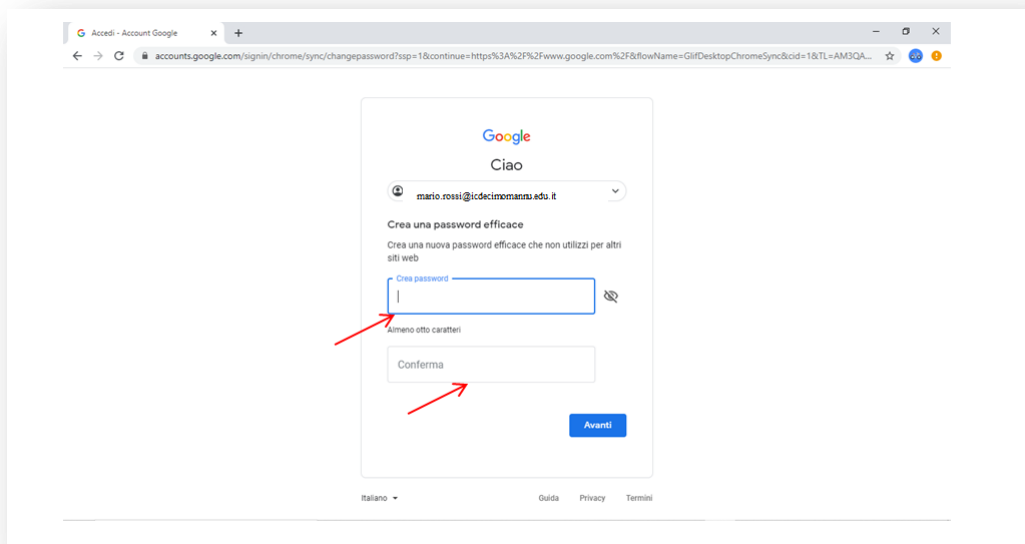 Accedi - Account Google
accounts.google.com/signin/chrome/sync/changepassword?ssp=1&continue=https%3A%2F%2Fwww.google.com%2F&flowName=GlifDesktopChromeSync&cid=1&TL=AM3QA...
Google
Ciao
mario.rossi@icdecimomannu.edu.it
Crea una password efficace
Crea una nuova password efficace che non utilizzi per altri
siti web
Crea password
Almeno otto caratteri
Conferma
Avanti
Italiano
Guida Privacy Termini